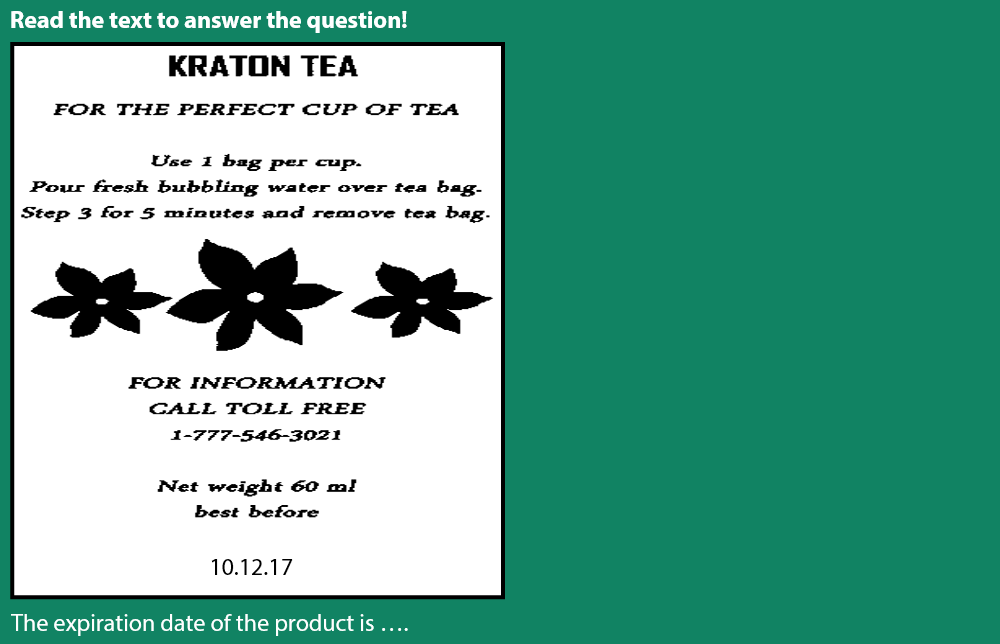 Read the text to answer the question!
KRATON TEA
FOR THE PERFECT CUP OF TEA
Use 1 bag per cup.
Pour fresh bubbling water over tea bag.
Step 3 for 5 minutes and remove tea bag.
FOR INFORMATION
CALL TOLL FREE
1-777-546-3021
Net weight 60 ml
best before
10.12.17
The expiration date of the product is ….